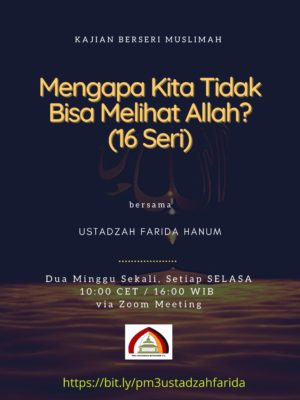 KAJIAN BERSERI MUSLIMAH
Mengapa Kita Tidak
Bisa Melihat Allah?
(16 Seri)
bersama
USTADZAH FARIDA HANUM
Dua Minggu Sekali, Setiap SELASA
10:00 CET / 16:00 WIB
via Zoom Meeting
https://bit.ly/pm3ustadzahfarida